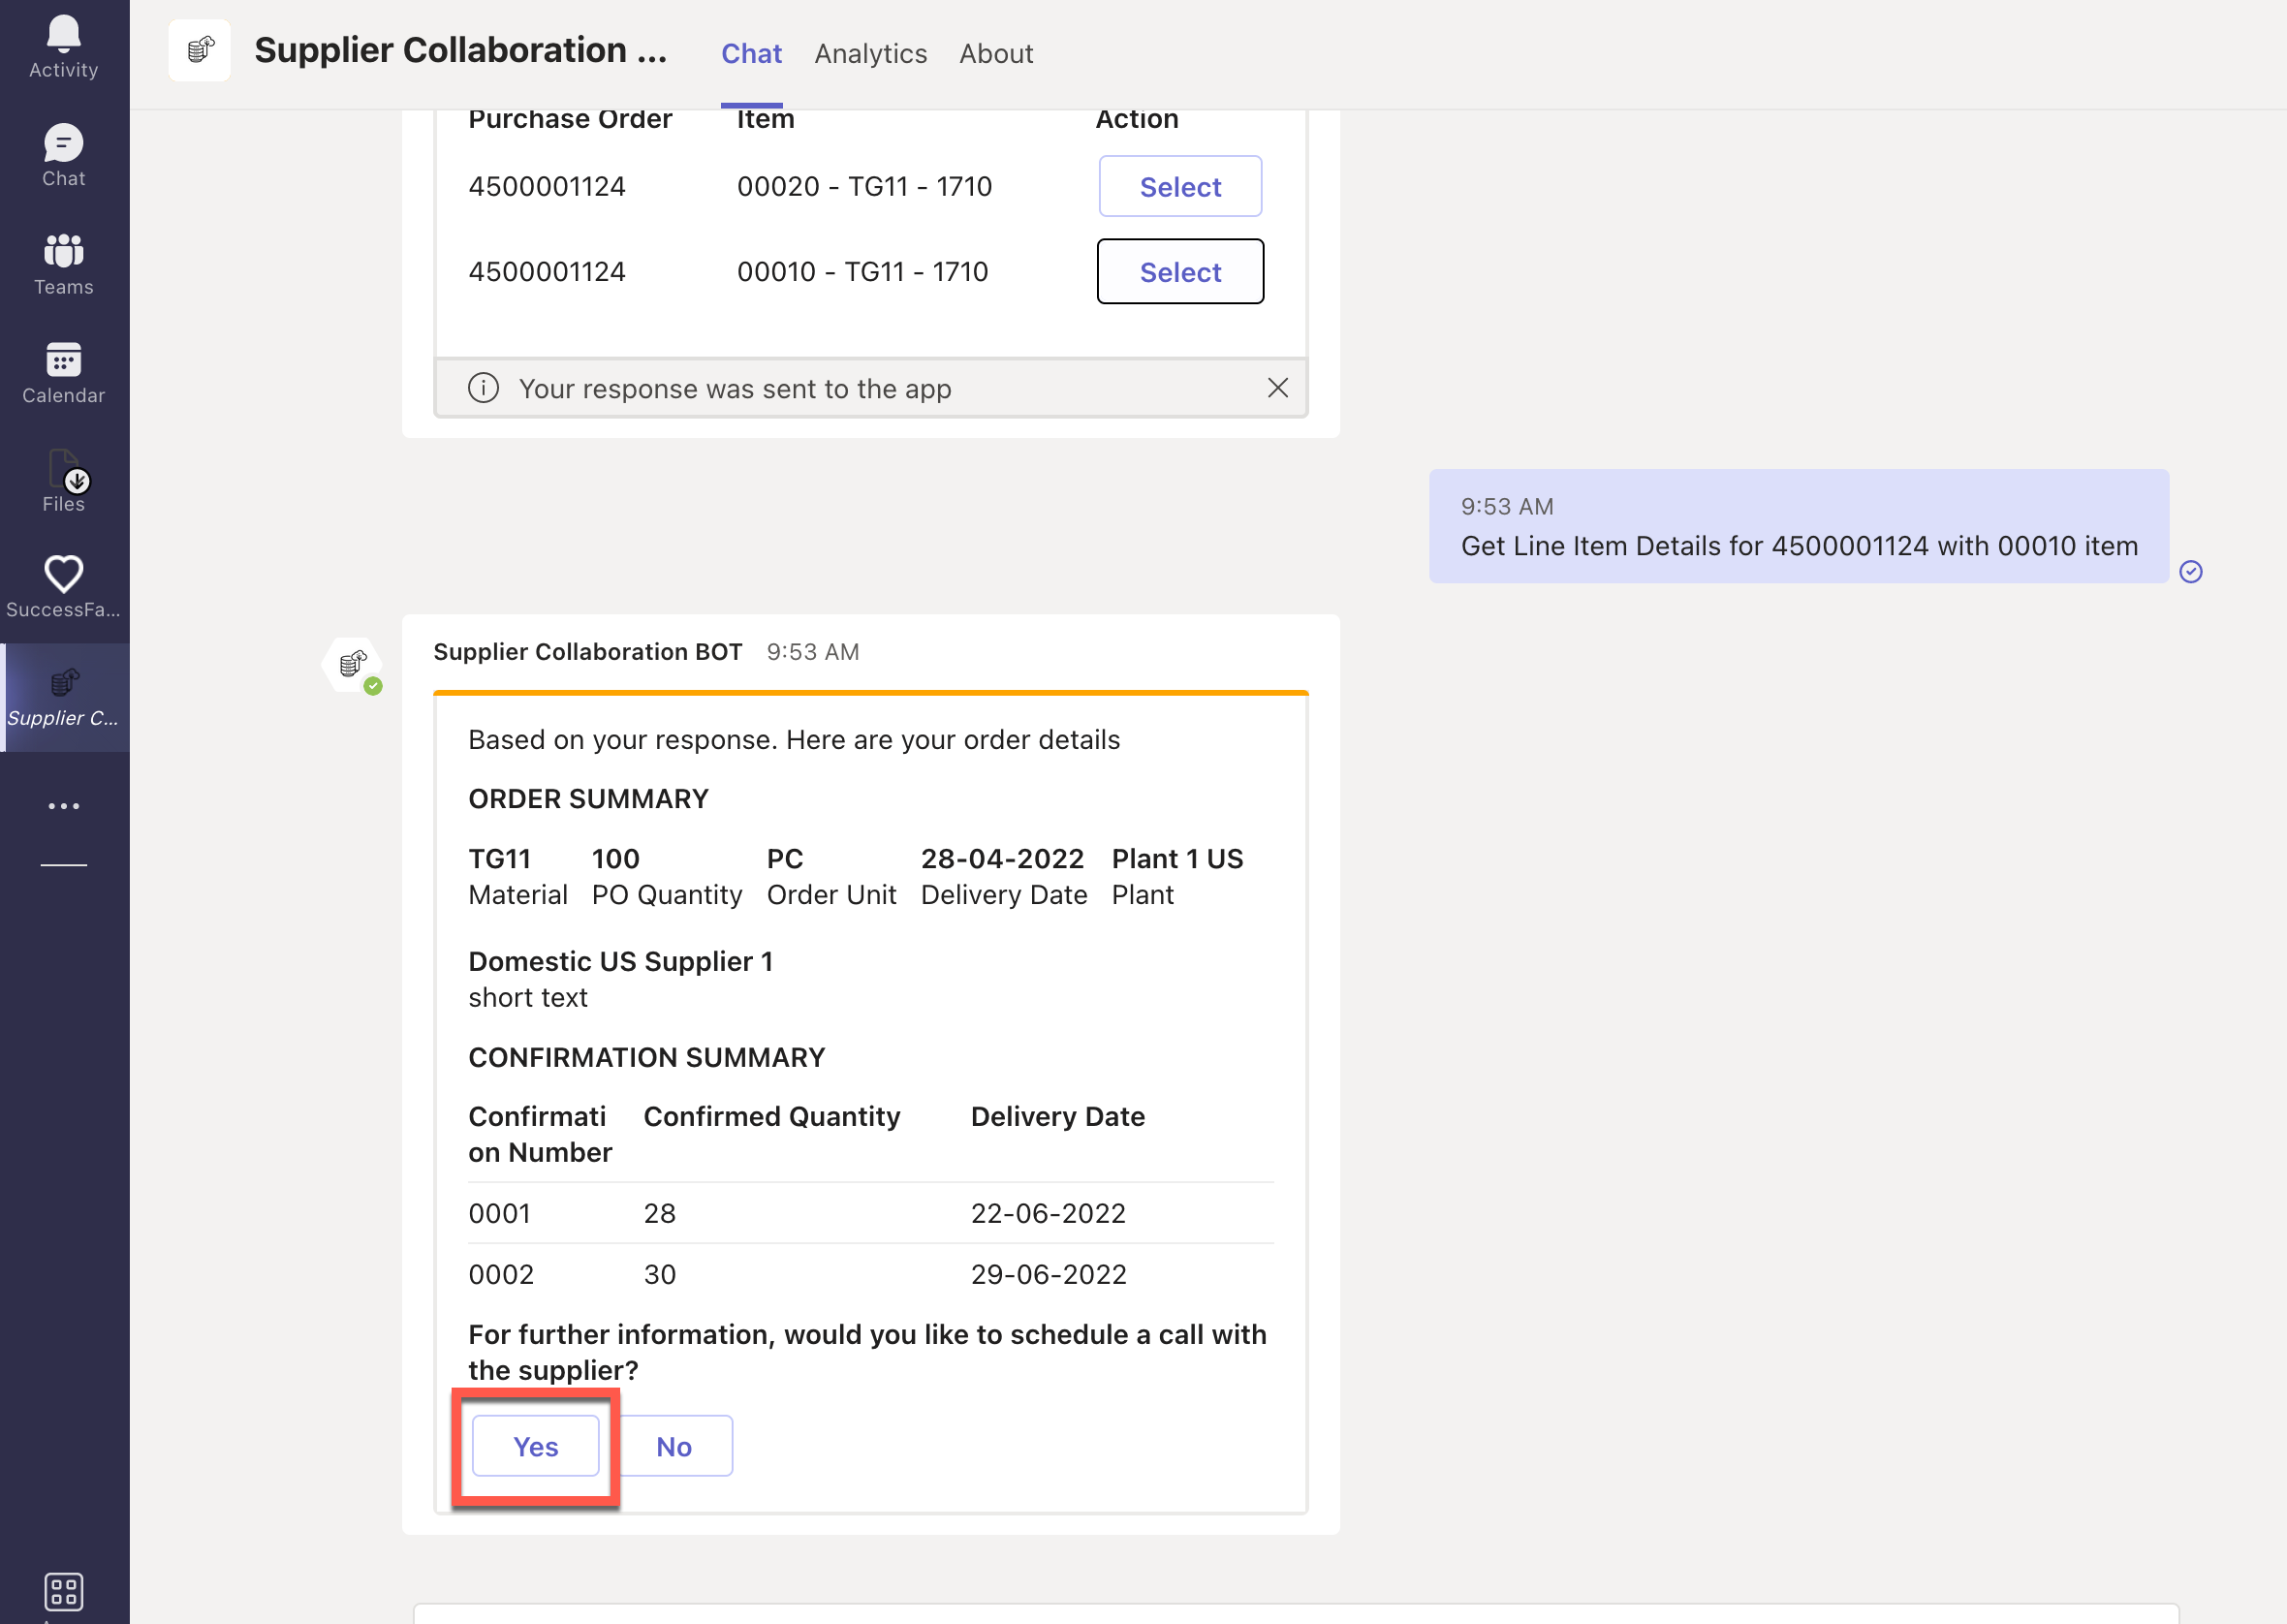 Activity
Chat
Teams
Calendar
Files
SuccessFa...
Supplier C...
Supplier Collaboration ...
Chat Analytics About
Purchase Order Item Action
4500001124 00020 - TG11 - 1710 Select
4500001124 00010 - TG11 - 1710 Select
Your response was sent to the app
9:53 AM
Get Line Item Details for 4500001124 with 00010 item
Supplier Collaboration BOT 9:53 AM
Based on your response. Here are your order details
ORDER SUMMARY
TG11 100 PC 28-04-2022 Plant 1 US
Material PO Quantity Order Unit Delivery Date Plant
Domestic US Supplier 1
short text
CONFIRMATION SUMMARY
Confirmati Confirmed Quantity Delivery Date
on Number
0001 28 22-06-2022
0002 30 29-06-2022
For further information, would you like to schedule a call with
the supplier?
Yes No